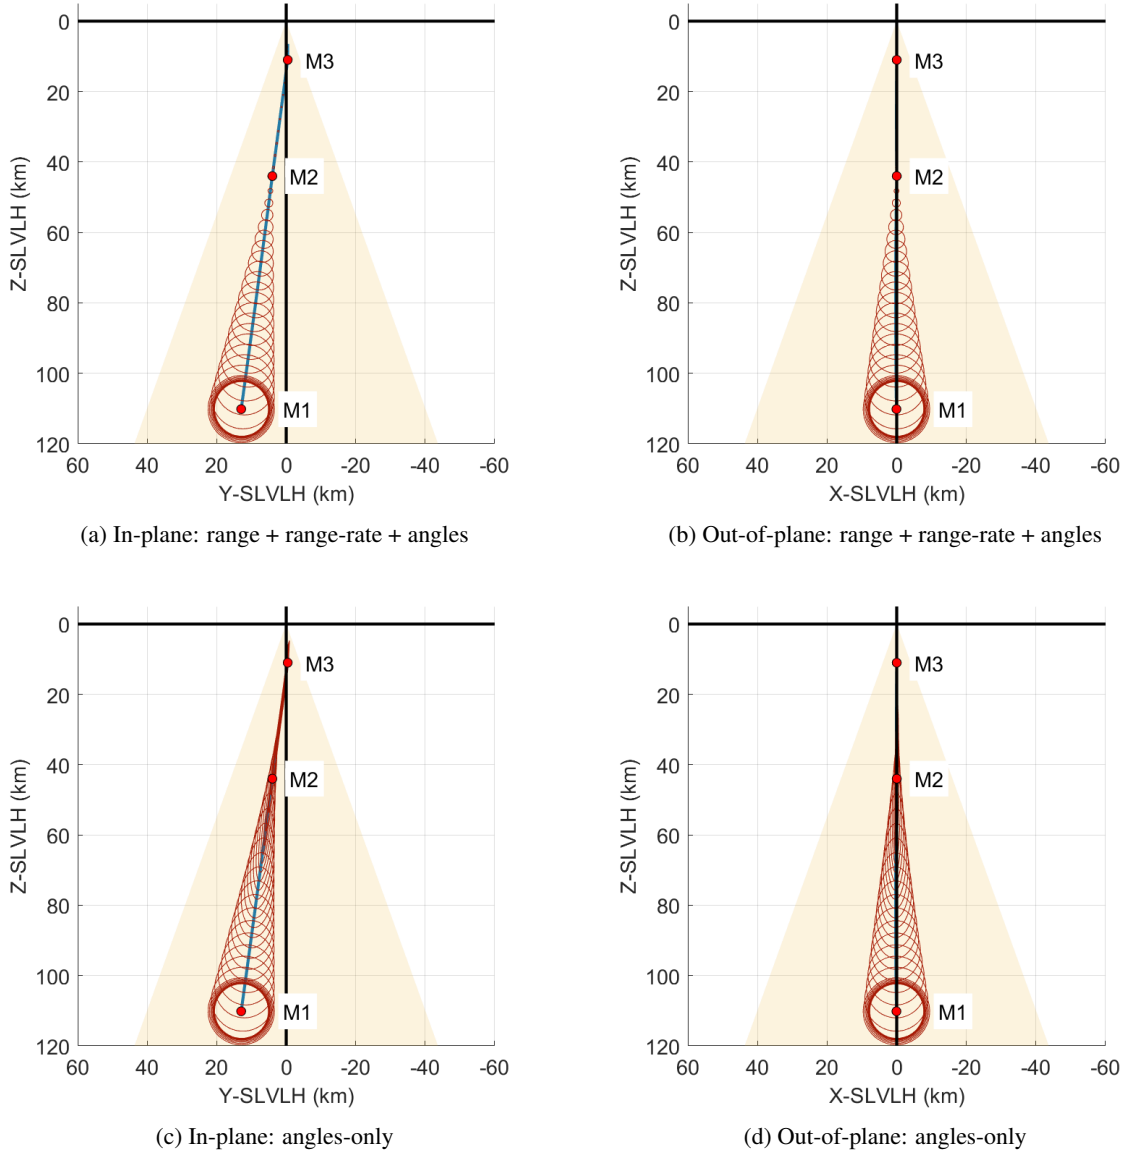 0
20
40
60
80
100
120
Z-SLVLH (km)
M3
M2
M1
60 40 20 0 -20 -40 -60
Y-SLVLH (km)
(a) In-plane: range + range-rate + angles
0
20
40
60
80
100
120
Z-SLVLH (km)
M3
M2
M1
60 40 20 0 -20 -40 -60
X-SLVLH (km)
(b) Out-of-plane: range + range-rate + angles
0
20
40
60
80
100
120
Z-SLVLH (km)
M3
M2
M1
60 40 20 0 -20 -40 -60
Y-SLVLH (km)
(c) In-plane: angles-only
0
20
40
60
80
100
120
Z-SLVLH (km)
M3
M2
M1
60 40 20 0 -20 -40 -60
X-SLVLH (km)
(d) Out-of-plane: angles-only